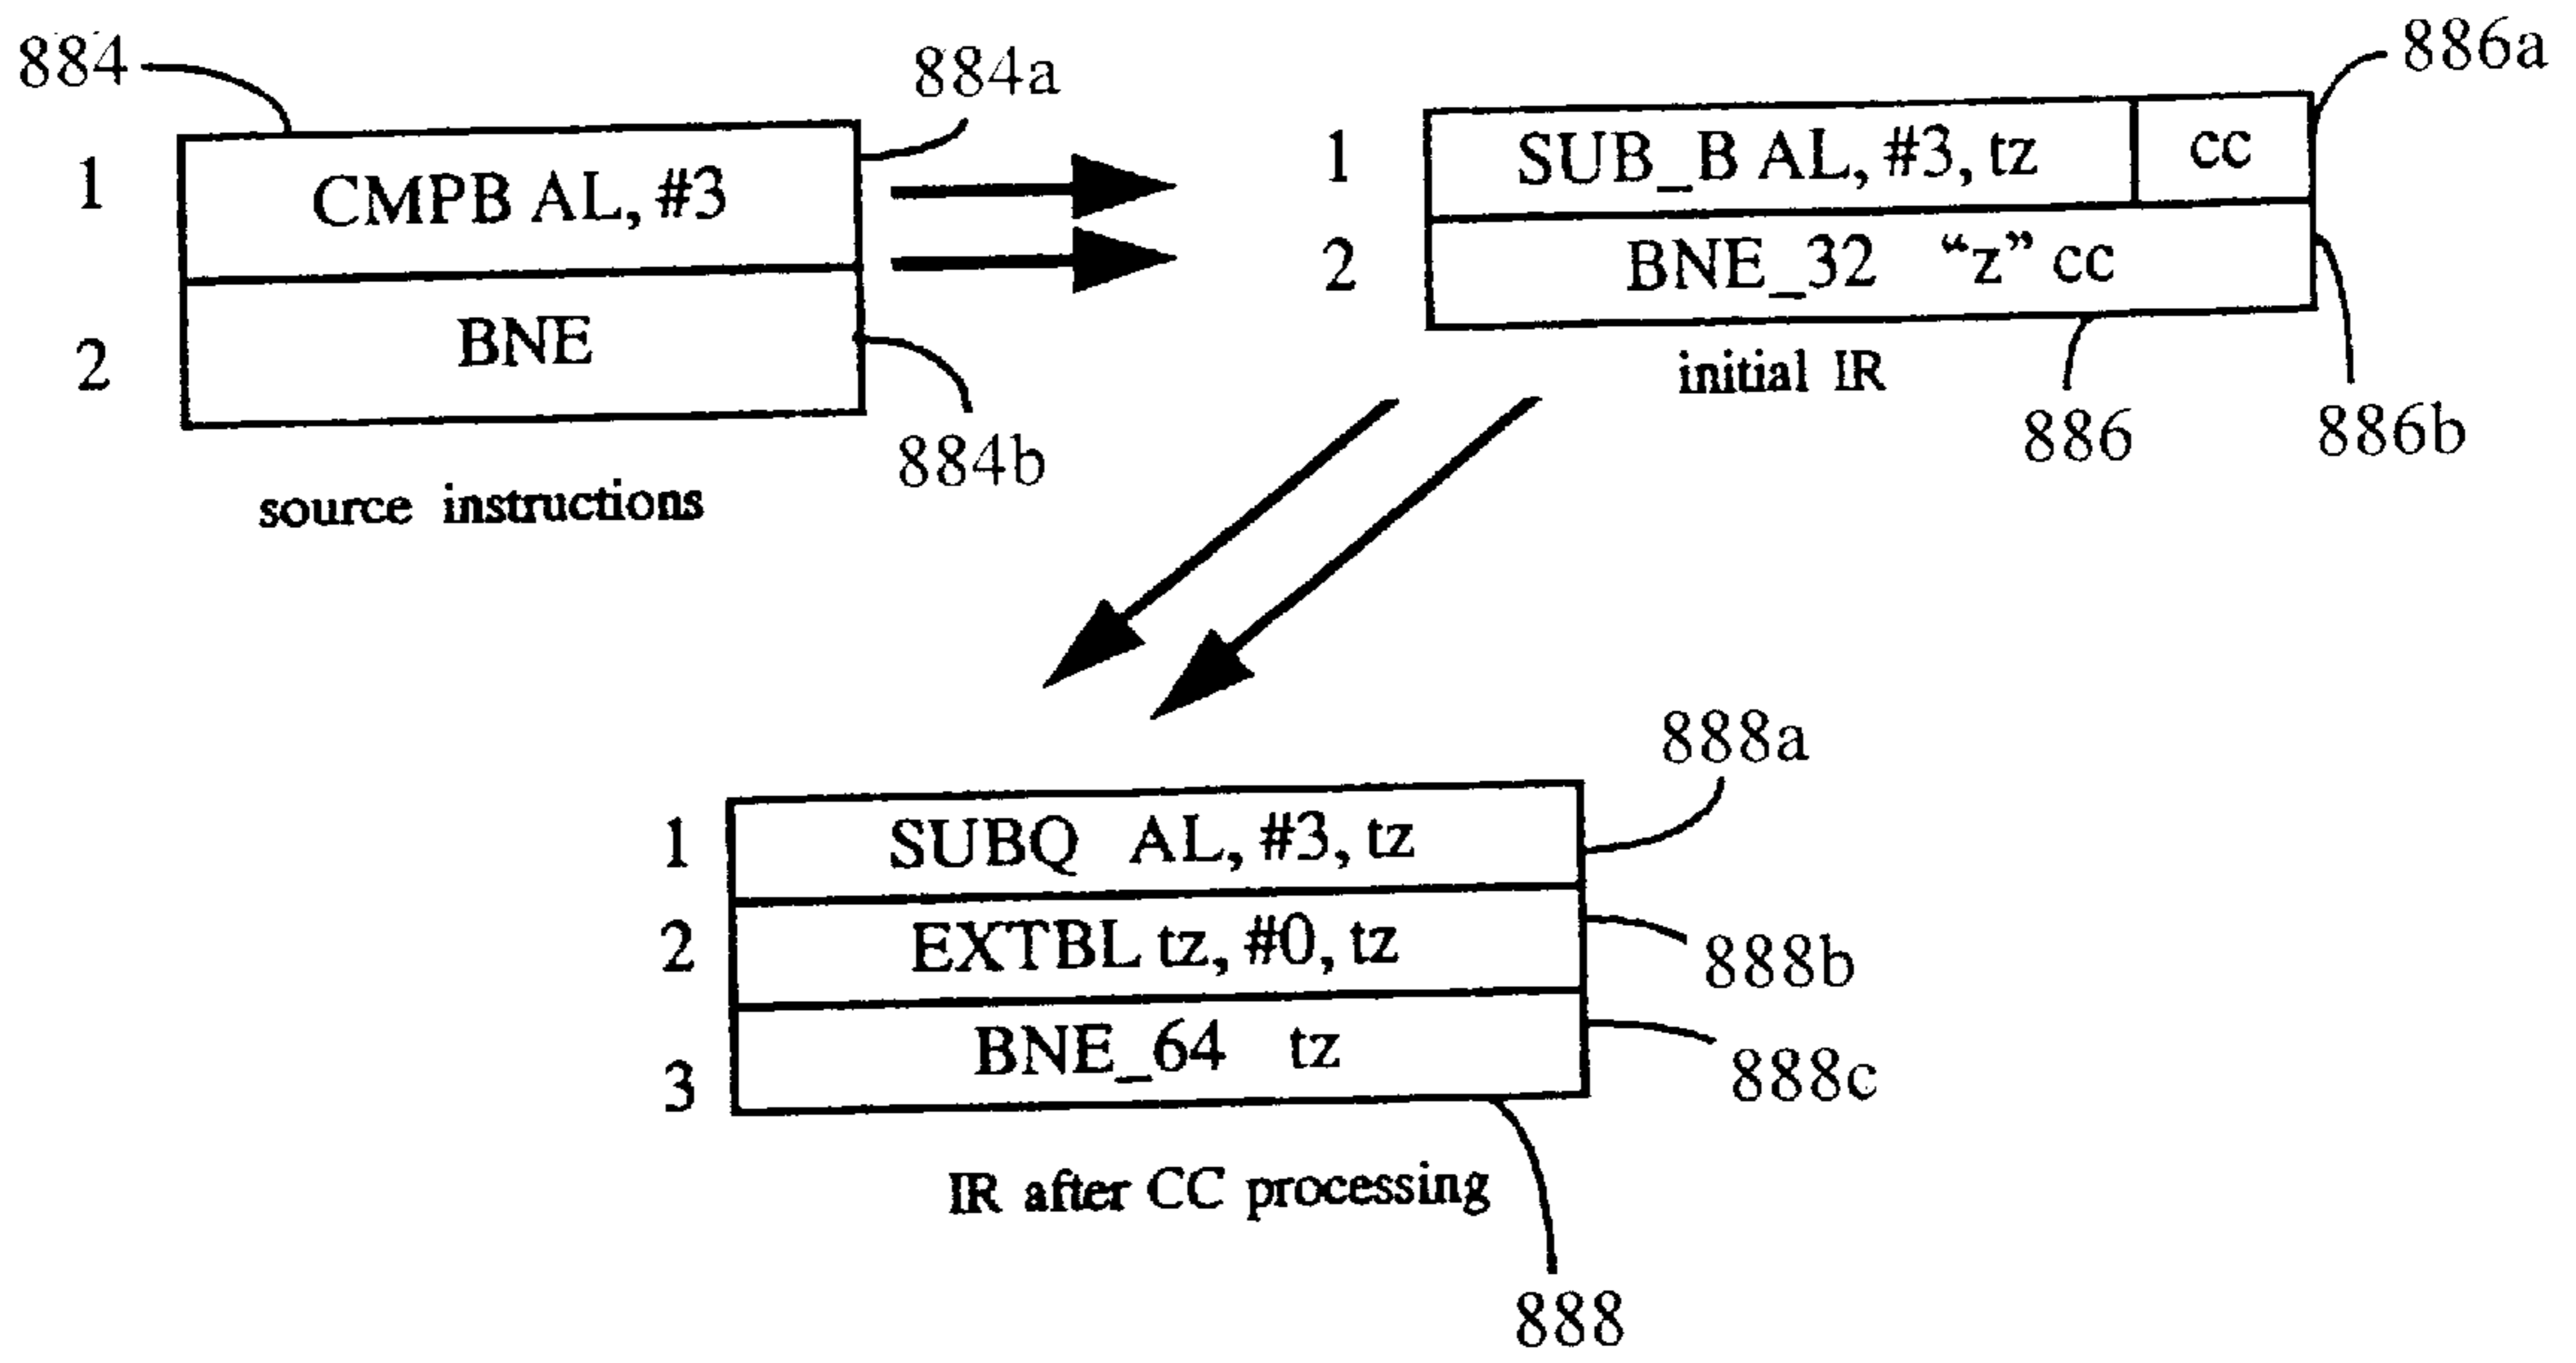 884
884a
1 CMPB AL, #3
2 BNE
884b
source instructions
886a
1 SUB_B AL, #3, tz cc
2 BNE_32 “z” cc
initial IR
886
886b
888a
1 SUBQ AL, #3, tz
2 EXTBL tz, #0, tz
888b
3 BNE_64 tz
888c
IR after CC processing
888